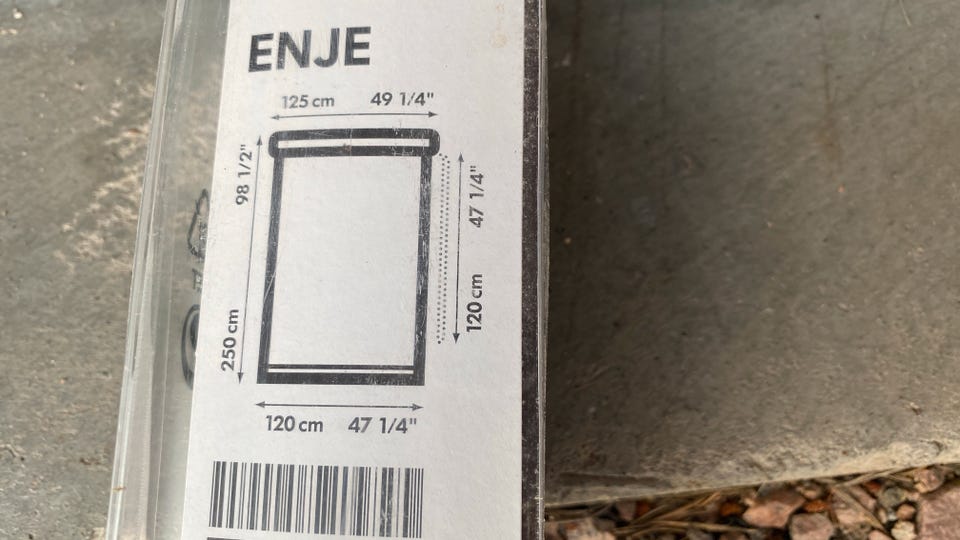 ENJE
125 cm 49 1/4"
98 1/2"
250 cm
47 1/4"
120 cm
120 cm 47 1/4"